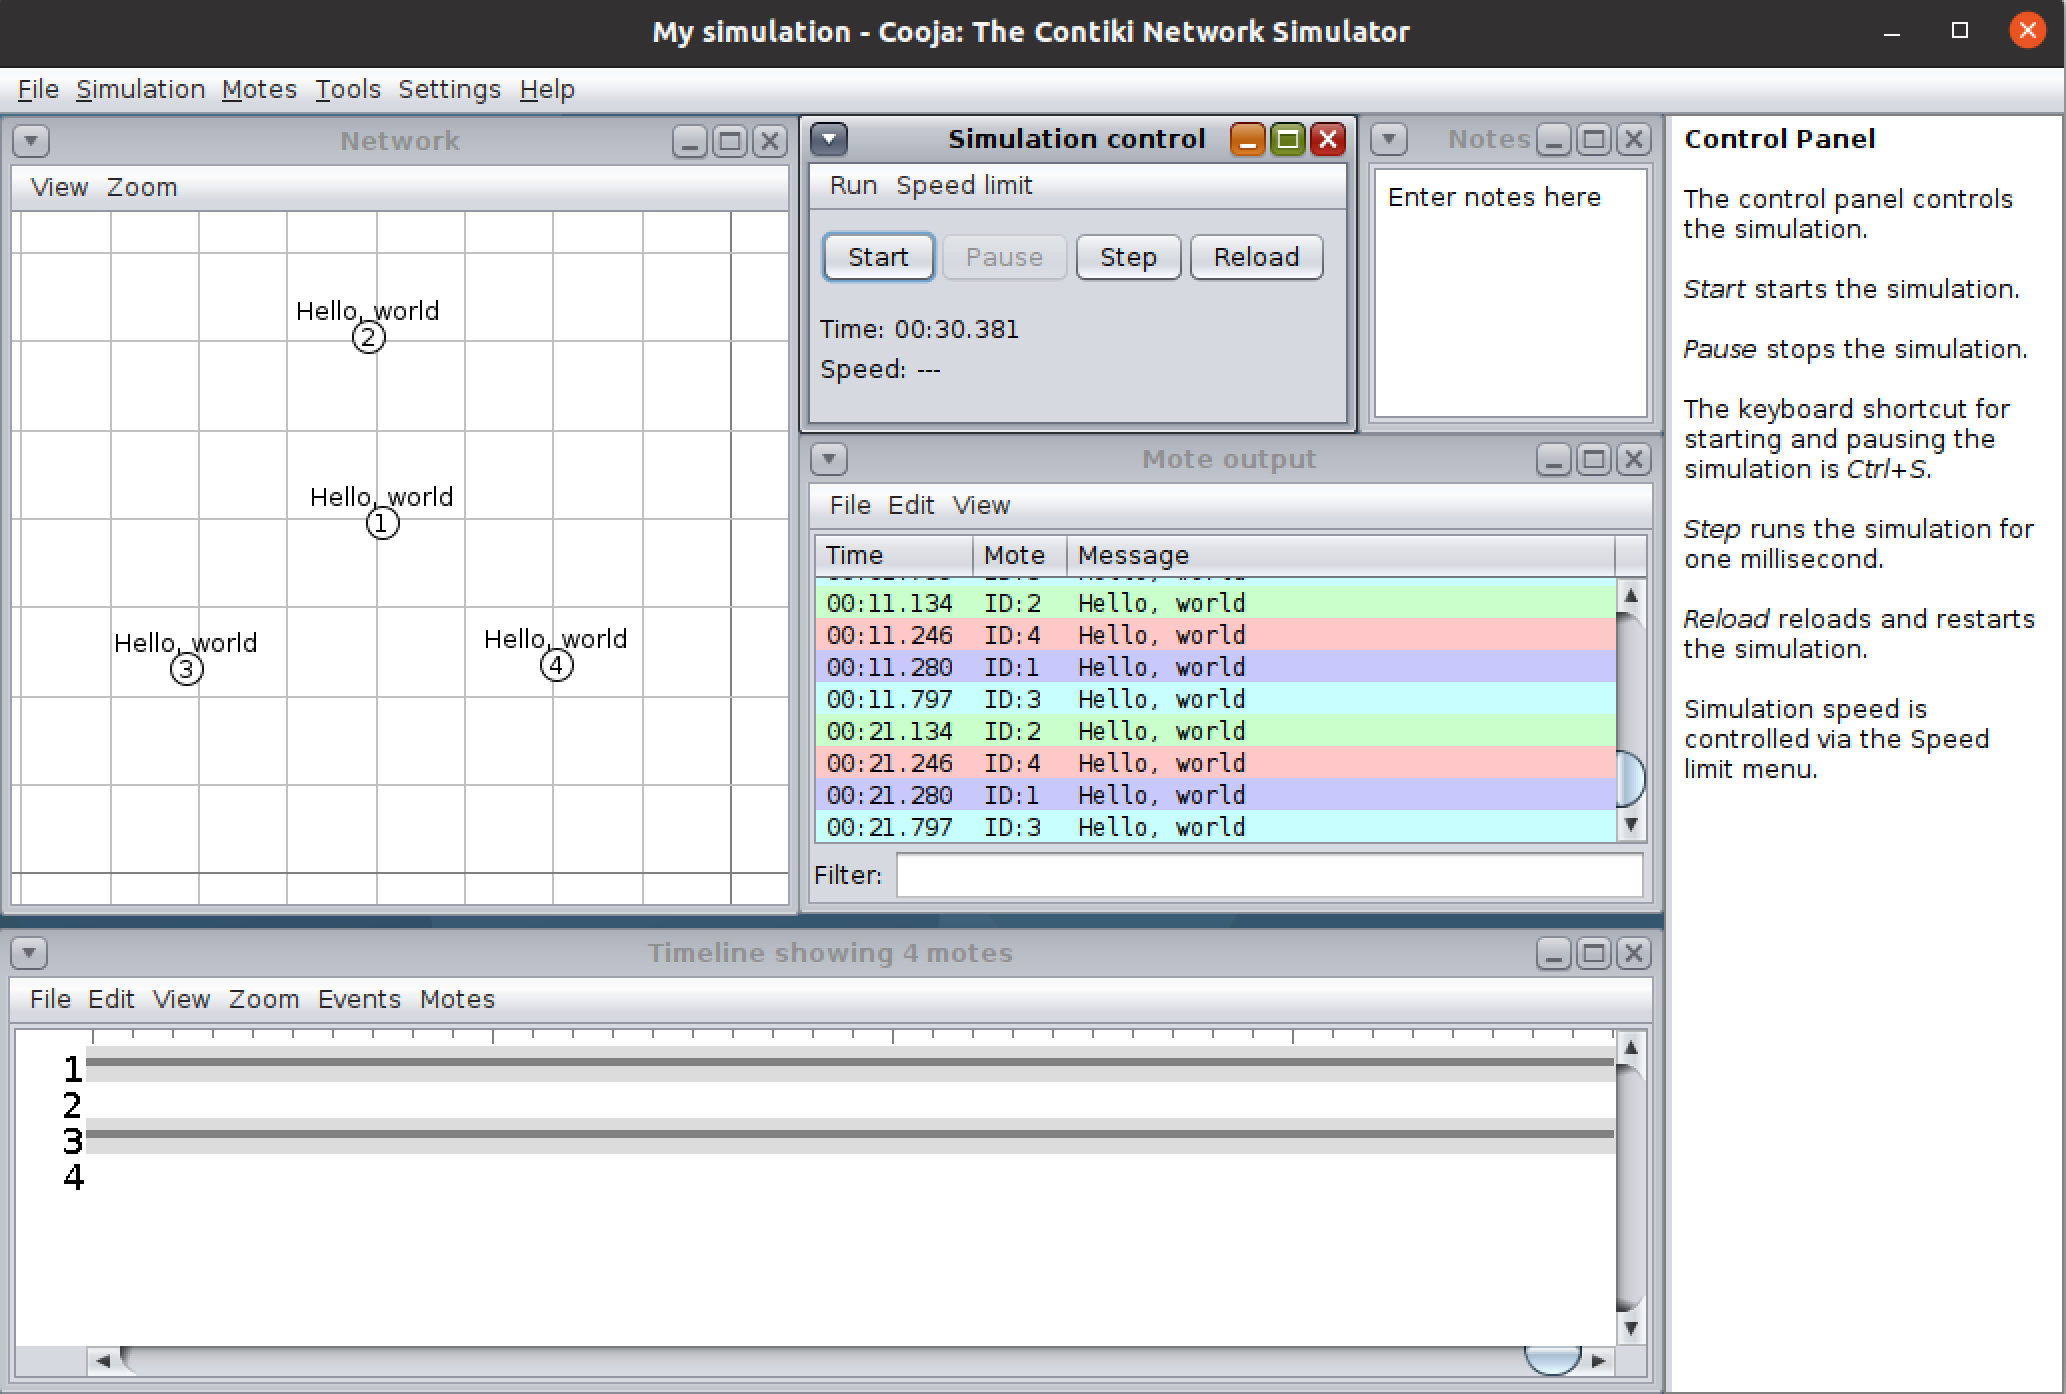 My simulation - Cooja: The Contiki Network Simulator
File Simulation Motes Tools Settings Help
Network
View Zoom
Hello, world
2
Hello, world
1
Hello, world
3
Hello, world
4
Simulation control
Run Speed limit
Start Pause Step Reload
Time: 00:30.381
Speed: ---
Notes
Enter notes here
Mote output
File Edit View
Time Mote Message
00:11.134 ID:2 Hello, world
00:11.246 ID:4 Hello, world
00:11.280 ID:1 Hello, world
00:11.797 ID:3 Hello, world
00:21.134 ID:2 Hello, world
00:21.246 ID:4 Hello, world
00:21.280 ID:1 Hello, world
00:21.797 ID:3 Hello, world
Filter:
Timeline showing 4 motes
File Edit View Zoom Events Motes
1
2
3
4
Control Panel
The control panel controls
the simulation.
Start starts the simulation.
Pause stops the simulation.
The keyboard shortcut for
starting and pausing the
simulation is Ctrl+S.
Step runs the simulation for
one millisecond.
Reload reloads and restarts
the simulation.
Simulation speed is
controlled via the Speed
limit menu.